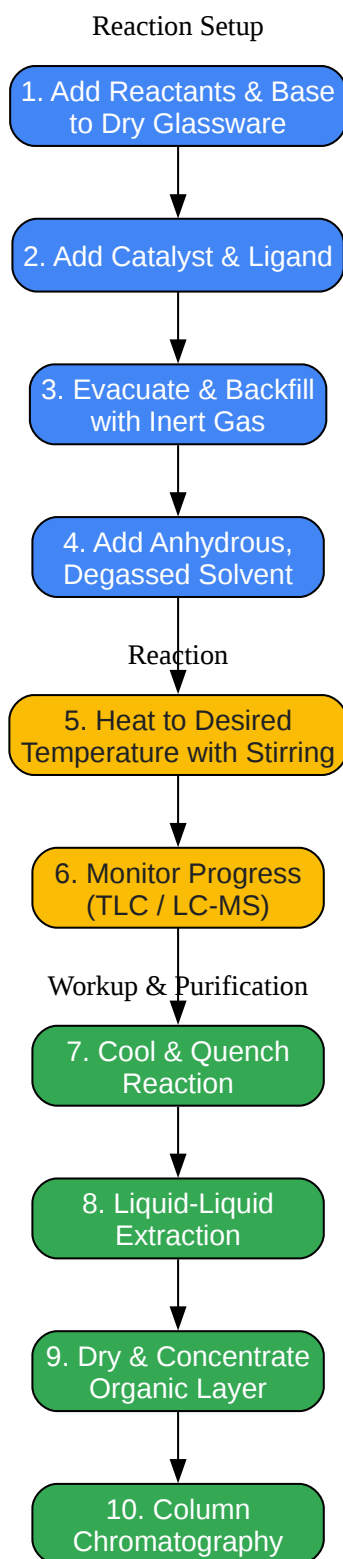 Reaction Setup
1. Add Reactants & Base
to Dry Glassware
2. Add Catalyst & Ligand
3. Evacuate & Backfill
with Inert Gas
4. Add Anhydrous,
Degassed Solvent
Reaction
5. Heat to Desired
Temperature with Stirring
6. Monitor Progress
(TLC / LC-MS)
Workup & Purification
7. Cool & Quench
Reaction
8. Liquid-Liquid
Extraction
9. Dry & Concentrate
Organic Layer
10. Column
Chromatography